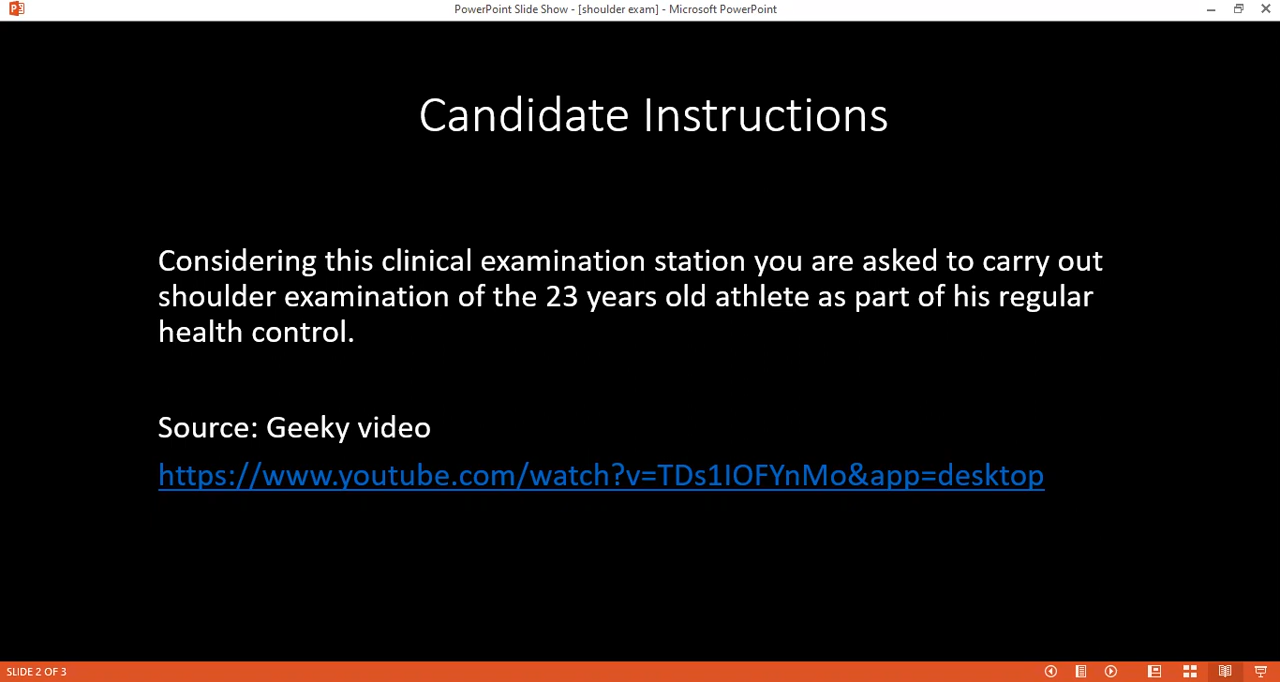 PowerPoint Slide Show - [shoulder exam] - Microsoft PowerPoint
Candidate Instructions
Considering this clinical examination station you are asked to carry out
shoulder examination of the 23 years old athlete as part of his regular
health control.
Source: Geeky video
https://www.youtube.com/watch?v=TDs1IOFYnMo&app=desktop
SLIDE 2 OF 3